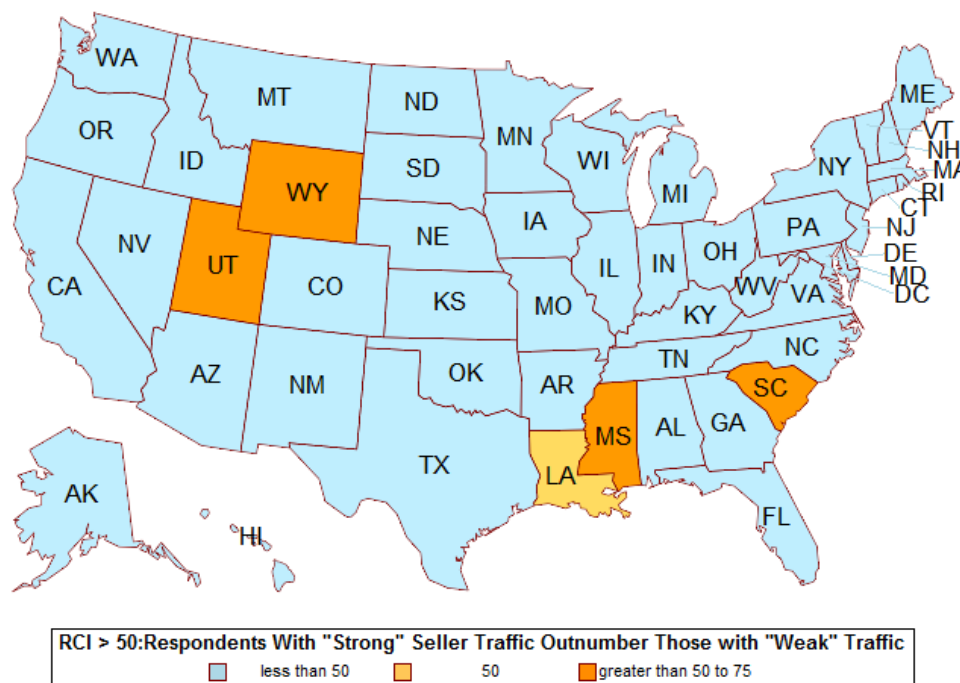 WA
MT
ND
MN
ME
OR
ID
WY
SD
WI
MI
NY
VT
NH
MA
RI
CT
NV
UT
CO
NE
IA
IL
IN
OH
PA
NJ
DE
MD
DC
CA
KS
MO
WV
VA
KY
AZ
NM
OK
AR
TN
NC
SC
MS
AL
GA
TX
LA
FL
AK
HI
RCI > 50:Respondents With "Strong" Seller Traffic Outnumber Those with "Weak" Traffic
less than 50 50 greater than 50 to 75